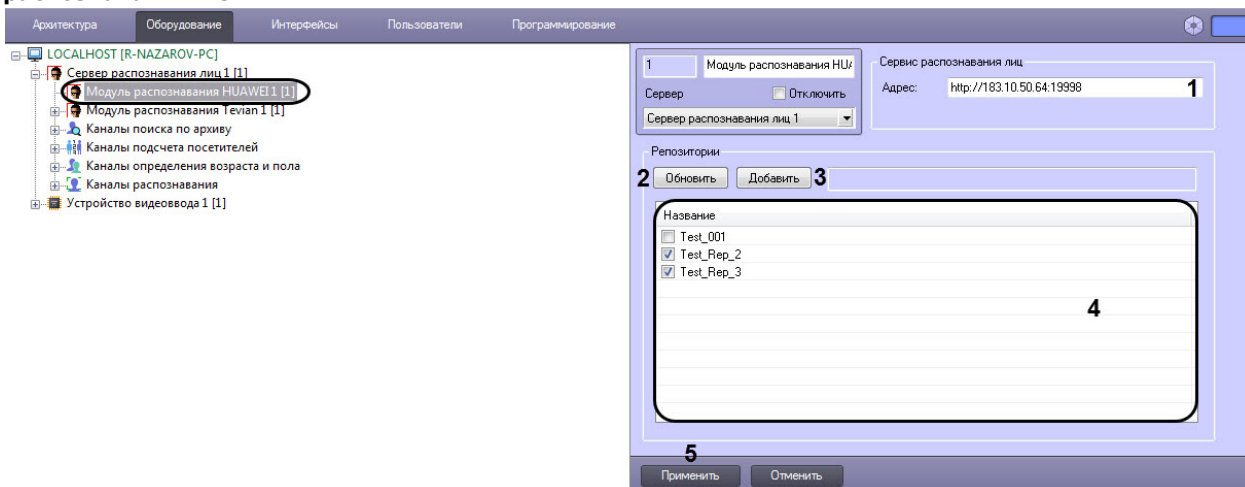 Архитектура Оборудование Интерфейсы Пользователи Программирование
LOCALHOST [R-NAZAROV-PC]
Сервер распознавания лиц 1 [1]
Модуль распознавания HUAWEI 1 [1]
Модуль распознавания Tevian 1 [1]
Каналы поиска по архиву
Каналы подсчета посетителей
Каналы определения возраста и пола
Каналы распознавания
Устройство видеоввода 1 [1]
1 Модуль распознавания HU
Сервер Отключить
Сервер распознавания лиц 1
Сервис распознавания лиц
Адрес: http://183.10.50.64:19998 1
Репозитории
2 Обновить Добавить 3
Название
Test_001
Test_Rep_2
Test_Rep_3
4
5
Применить Отменить